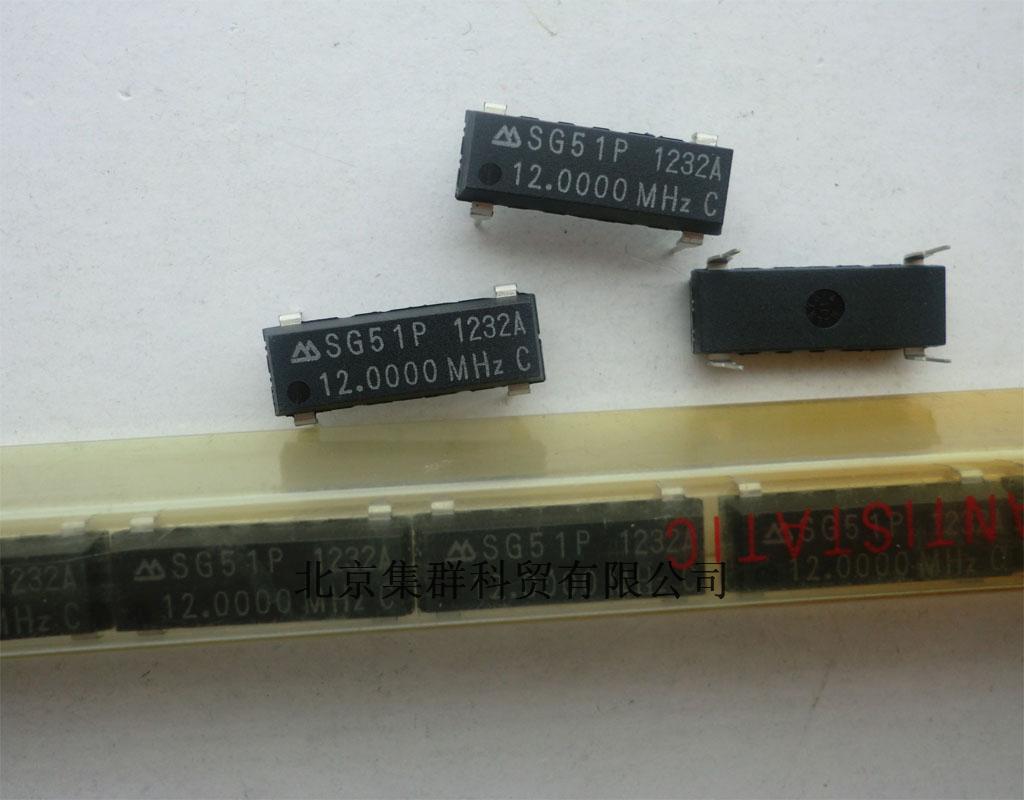 SG51P 1232A
12.0000 MHz C
SG51P 1232A
12.0000 MHz C
1232A
MHz C
SG51P 1232A
12.0000 MHz C
SG51P 1232
SG51P
12.0000 MHz C
ANTISTATIC
北京集群科贸有限公司